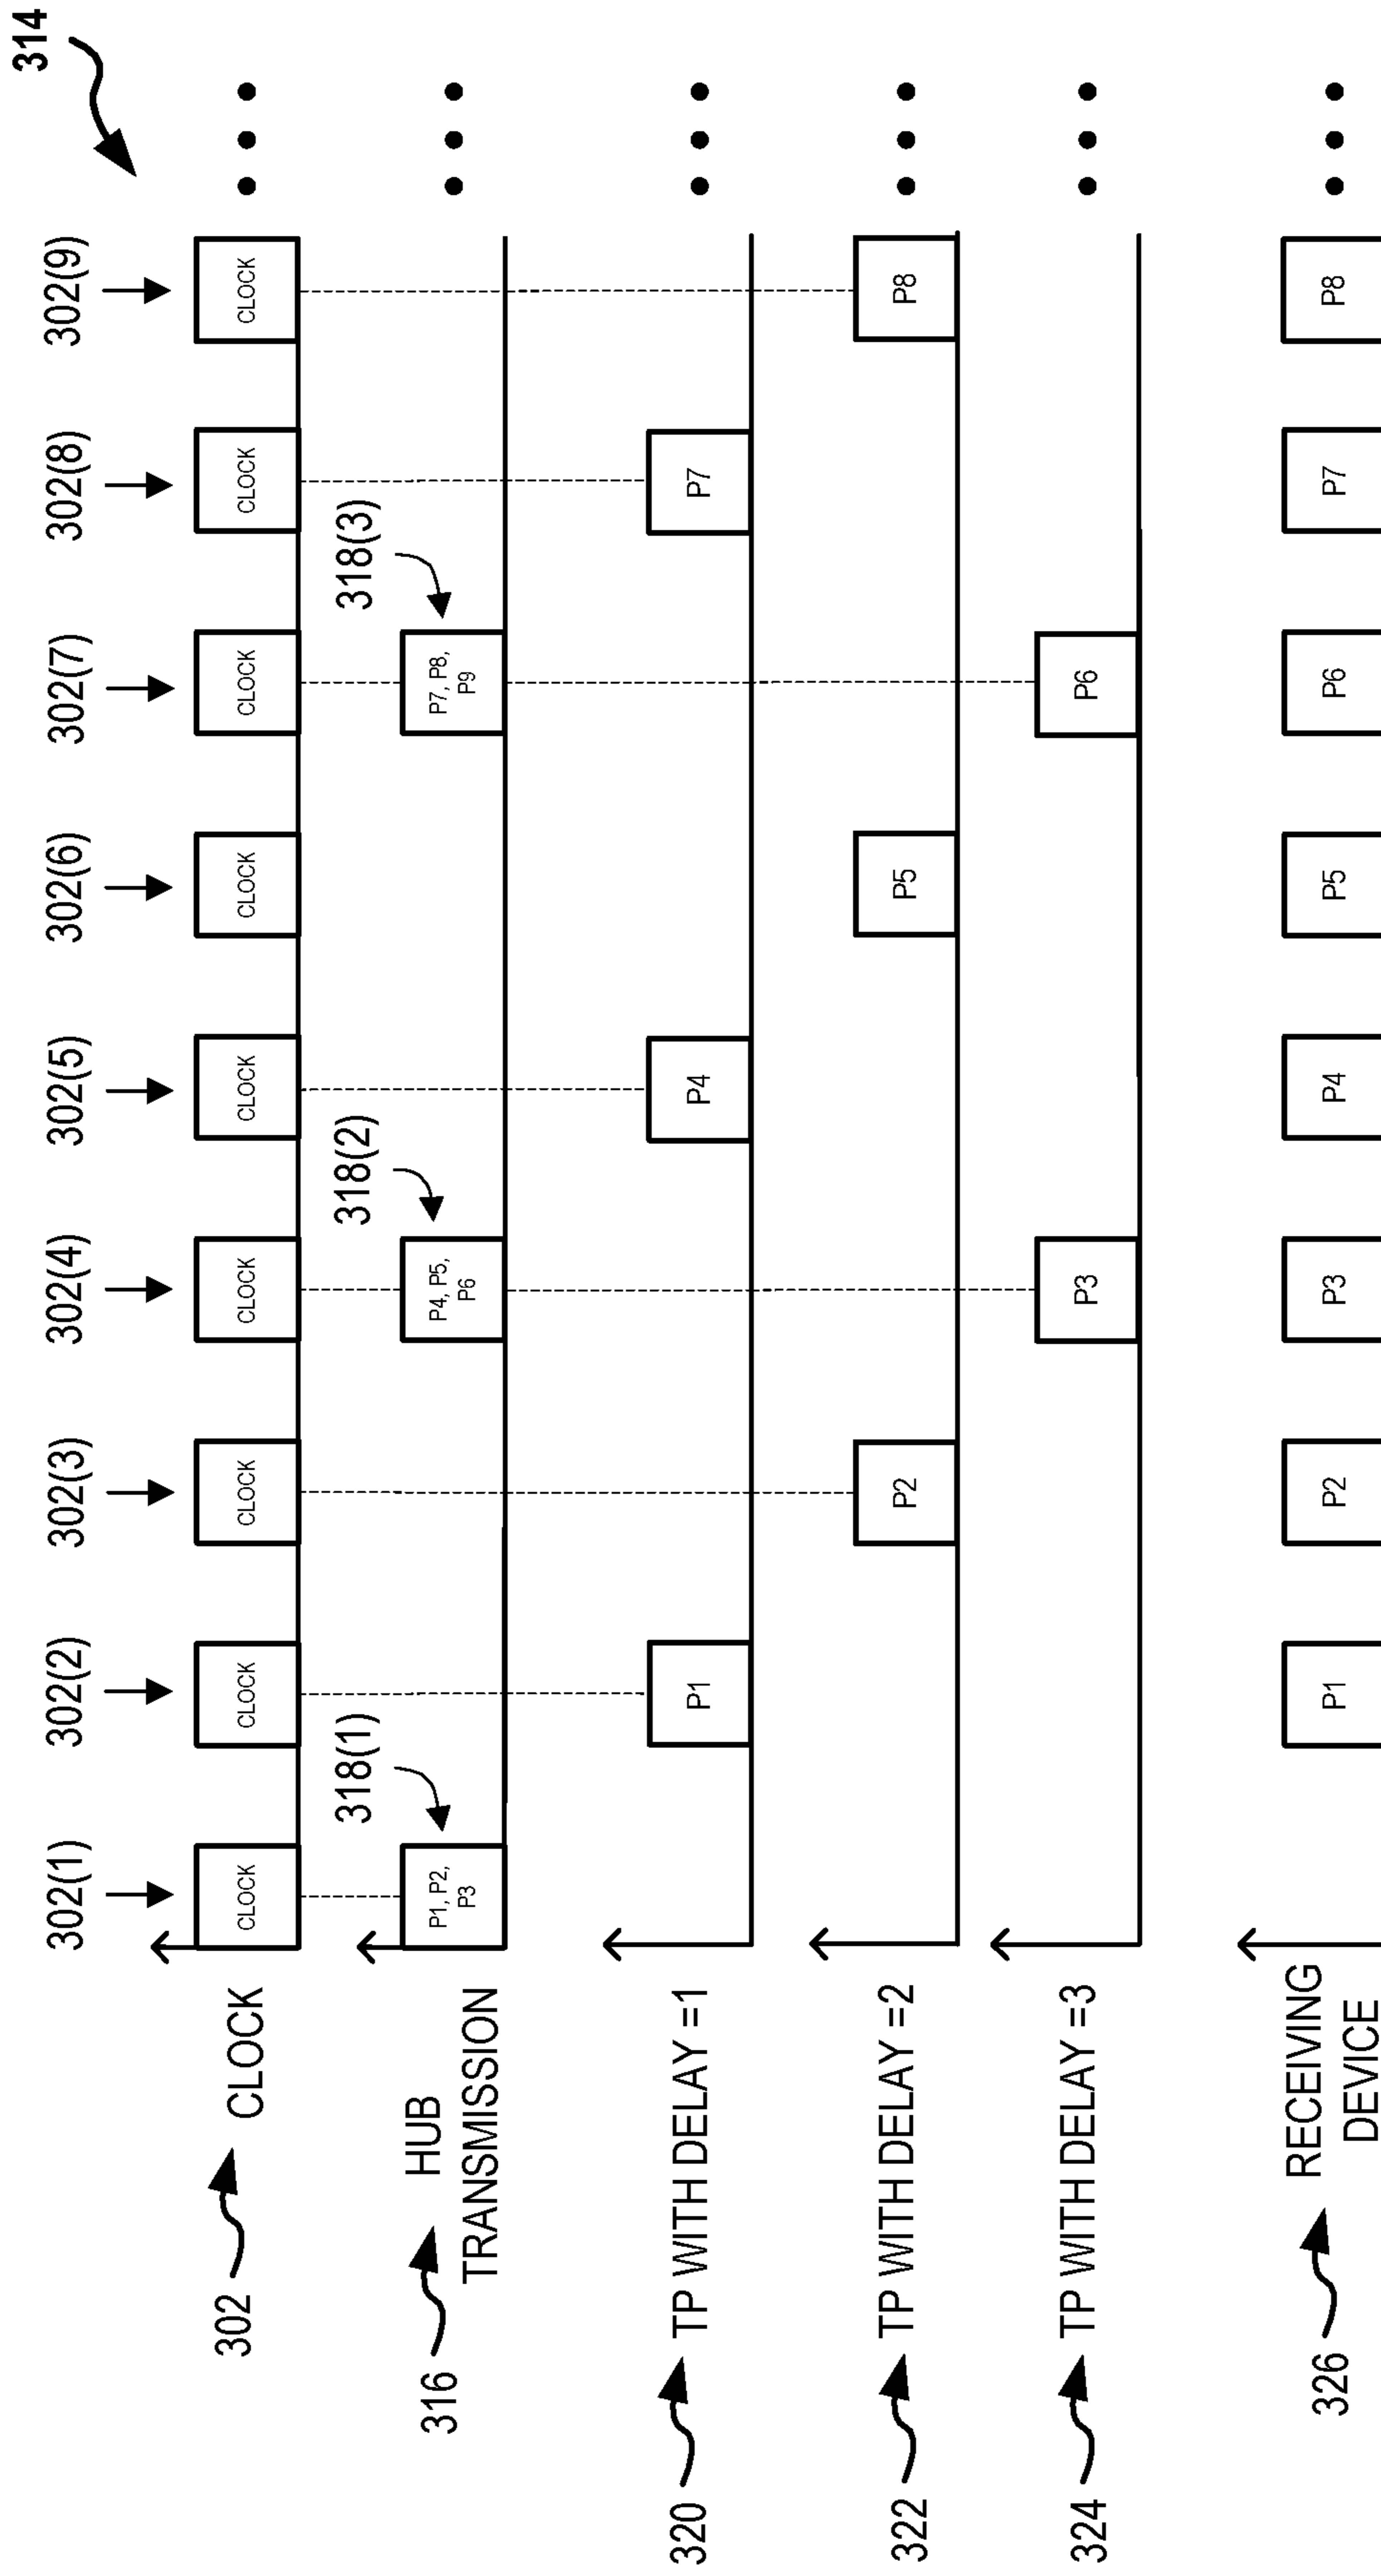 314
302(1) 302(2) 302(3) 302(4) 302(5) 302(6) 302(7) 302(8) 302(9)
302 CLOCK
CLOCK CLOCK CLOCK CLOCK CLOCK CLOCK CLOCK CLOCK CLOCK
318(1) 318(2) 318(3)
316 HUB
TRANSMISSION
P1, P2,
P3
P4, P5,
P6
P7, P8,
P9
320 TP WITH DELAY =1
P1 P4 P7
322 TP WITH DELAY =2
P2 P5 P8
324 TP WITH DELAY =3
P3 P6
326 RECEIVING
DEVICE
P1 P2 P3 P4 P5 P6 P7 P8